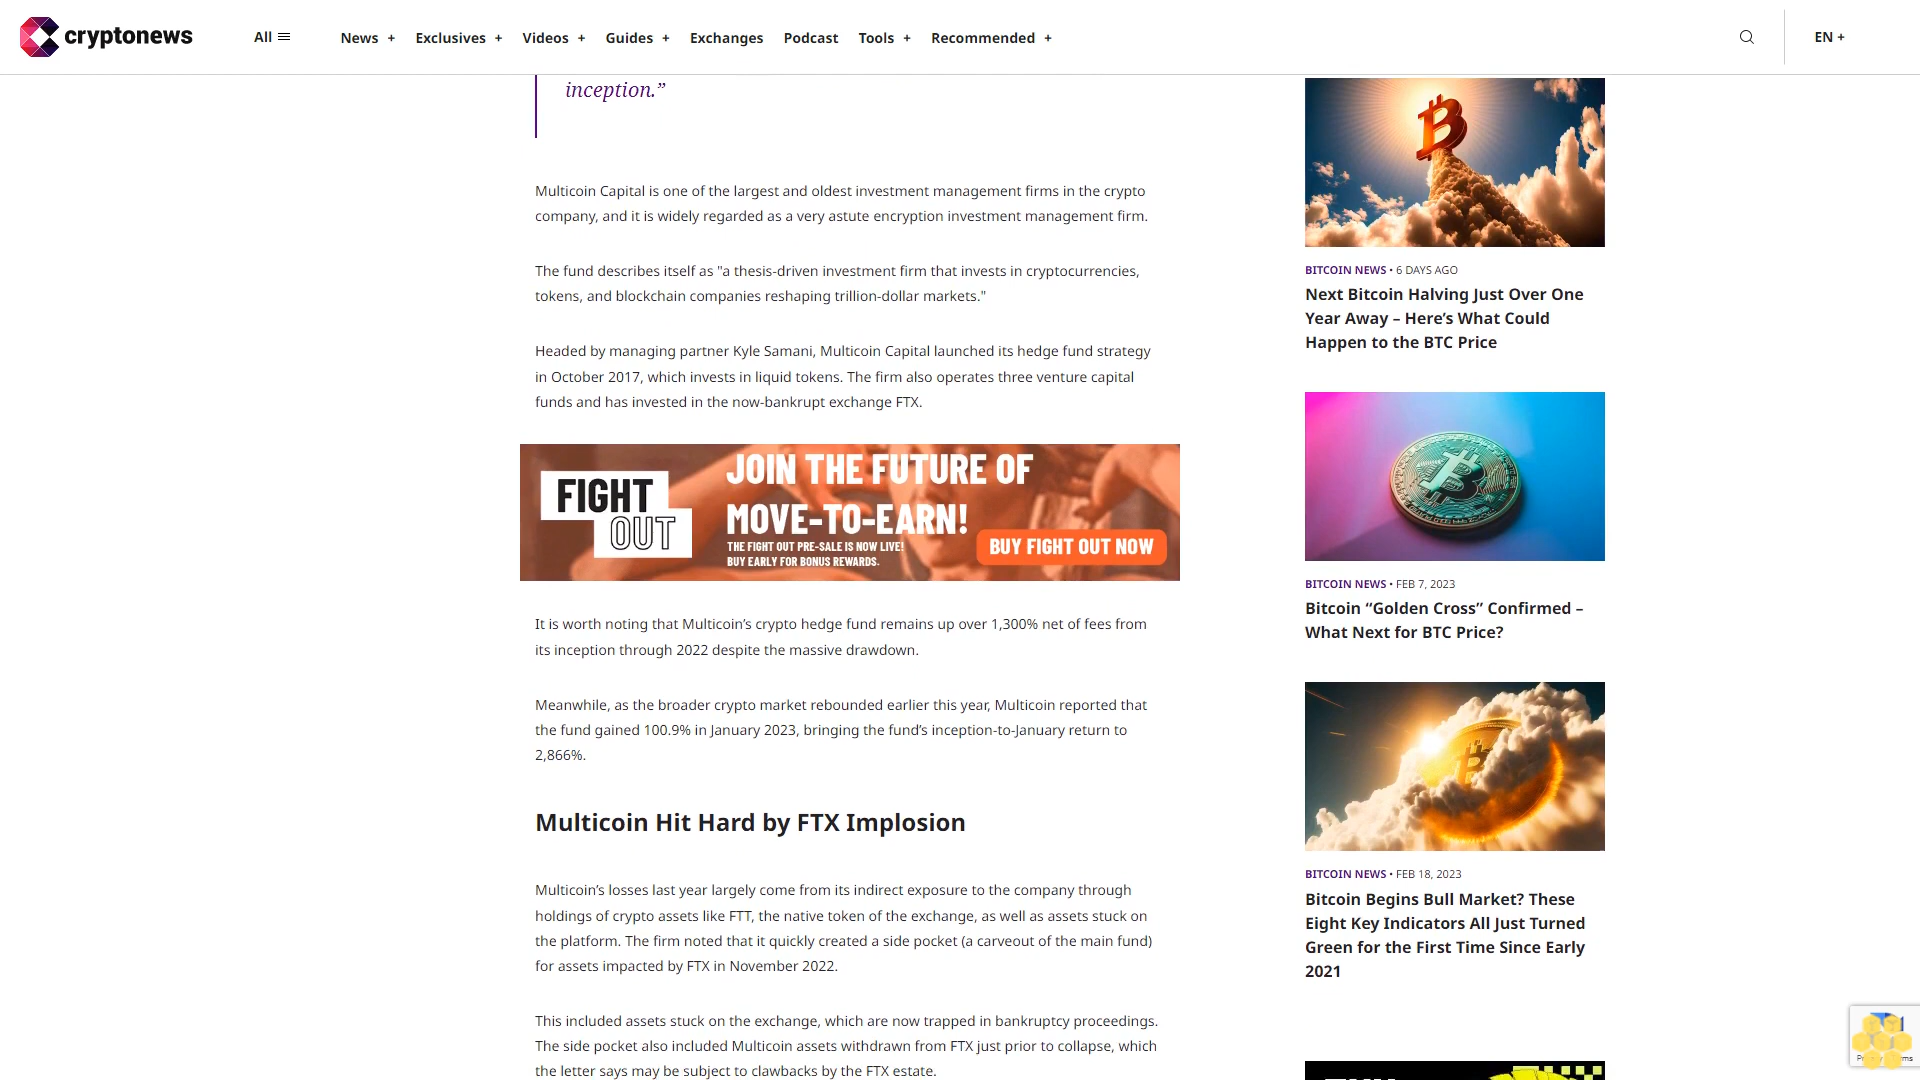 cryptonews
All
News +
Exclusives +
Videos +
Guides +
Exchanges
Podcast
Tools +
Recommended +
EN +
inception.”
Multicoin Capital is one of the largest and oldest investment management firms in the crypto
company, and it is widely regarded as a very astute encryption investment management firm.
The fund describes itself as "a thesis-driven investment firm that invests in cryptocurrencies,
tokens, and blockchain companies reshaping trillion-dollar markets."
Headed by managing partner Kyle Samani, Multicoin Capital launched its hedge fund strategy
in October 2017, which invests in liquid tokens. The firm also operates three venture capital
funds and has invested in the now-bankrupt exchange FTX.
FIGHT
OUT
JOIN THE FUTURE OF
MOVE-TO-EARN!
THE FIGHT OUT PRE-SALE IS NOW LIVE!
BUY EARLY FOR BONUS REWARDS.
BUY FIGHT OUT NOW
It is worth noting that Multicoin’s crypto hedge fund remains up over 1,300% net of fees from
its inception through 2022 despite the massive drawdown.
Meanwhile, as the broader crypto market rebounded earlier this year, Multicoin reported that
the fund gained 100.9% in January 2023, bringing the fund’s inception-to-January return to
2,866%.
Multicoin Hit Hard by FTX Implosion
Multicoin’s losses last year largely come from its indirect exposure to the company through
holdings of crypto assets like FTT, the native token of the exchange, as well as assets stuck on
the platform. The firm noted that it quickly created a side pocket (a carveout of the main fund)
for assets impacted by FTX in November 2022.
This included assets stuck on the exchange, which are now trapped in bankruptcy proceedings.
The side pocket also included Multicoin assets withdrawn from FTX just prior to collapse, which
the letter says may be subject to clawbacks by the FTX estate.
BITCOIN NEWS • 6 DAYS AGO
Next Bitcoin Halving Just Over One
Year Away – Here’s What Could
Happen to the BTC Price
BITCOIN NEWS • FEB 7, 2023
Bitcoin “Golden Cross” Confirmed –
What Next for BTC Price?
BITCOIN NEWS • FEB 18, 2023
Bitcoin Begins Bull Market? These
Eight Key Indicators All Just Turned
Green for the First Time Since Early
2021